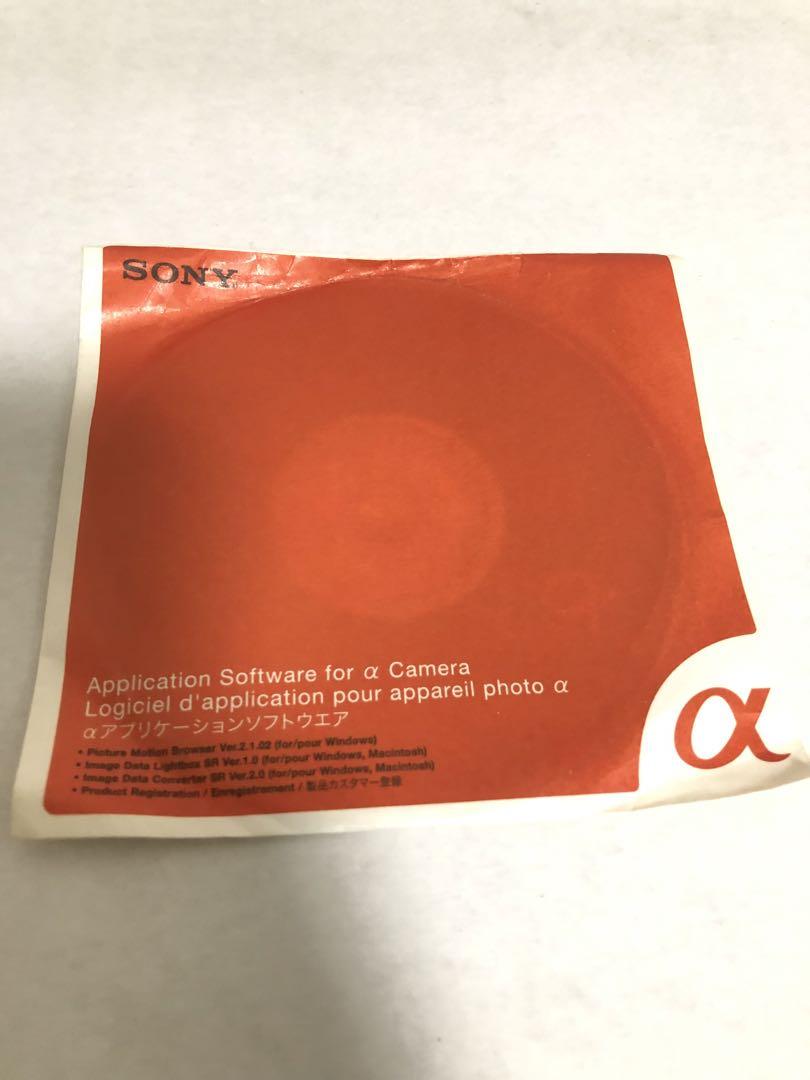 SONY
Application Software for α Camera
Logiciel d'application pour appareil photo α
αアプリケーションソフトウエア
• Picture Motion Browser Ver.2.1.02 (for/pour Windows)
• Image Data Lightbox SR Ver.1.0 (for/pour Windows, Macintosh)
• Image Data Converter SR Ver.2.0 (for/pour Windows, Macintosh)
• Product Registration / Enregistrement / 製品カスタマー登録
α